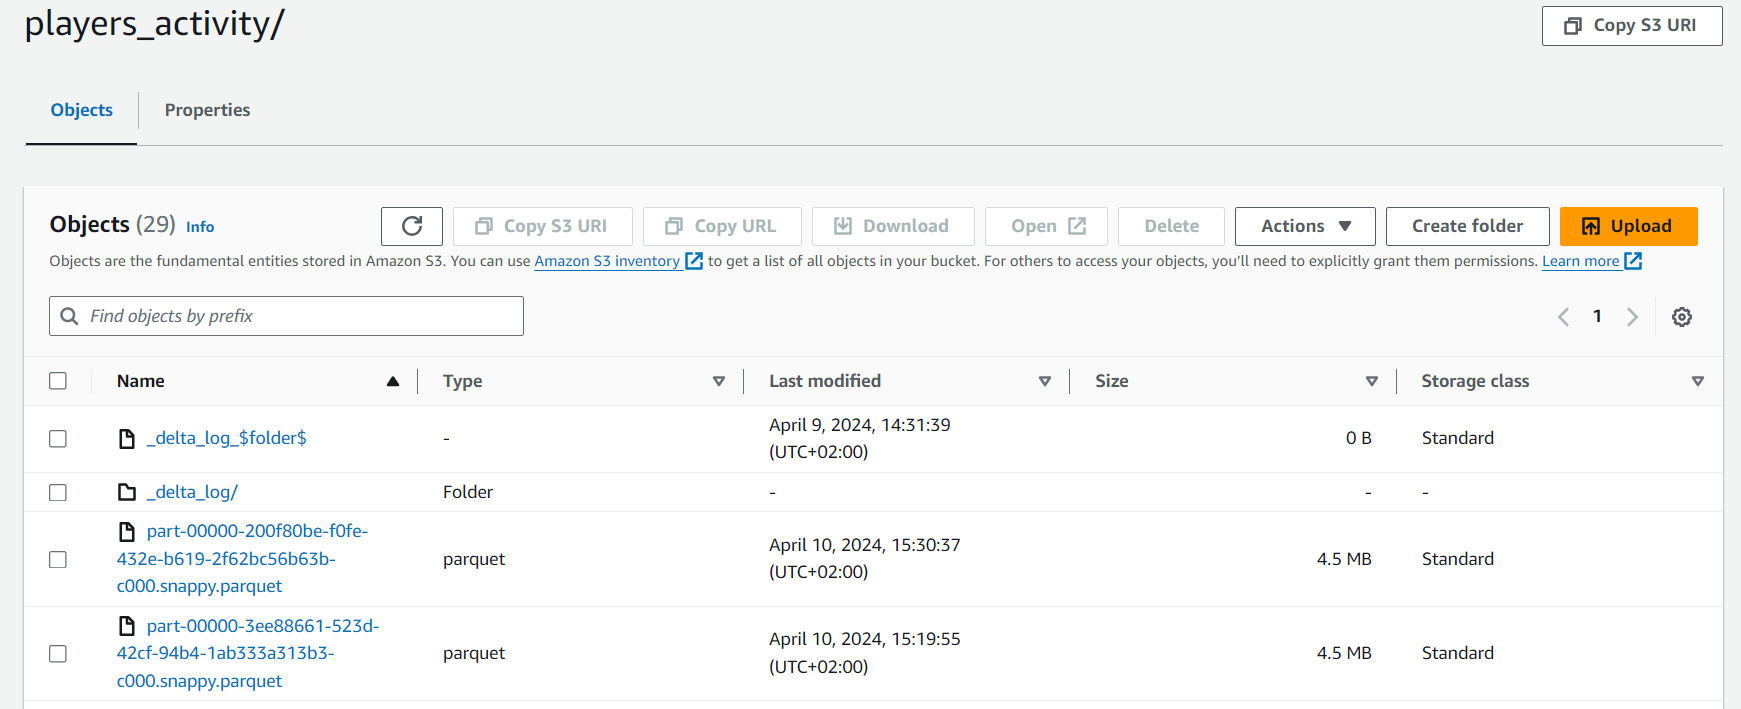 players_activity/
Copy S3 URI
Objects
Properties
Objects (29) Info
Copy S3 URI
Copy URL
Download
Open
Delete
Actions
Create folder
Upload
Objects are the fundamental entities stored in Amazon S3. You can use Amazon S3 inventory to get a list of all objects in your bucket. For others to access your objects, you’ll need to explicitly grant them permissions. Learn more
Find objects by prefix
1
Name
Type
Last modified
Size
Storage class
_delta_log_$folder$
-
April 9, 2024, 14:31:39
(UTC+02:00)
0 B
Standard
_delta_log/
Folder
-
-
-
part-00000-200f80be-f0fe-
432e-b619-2f62bc56b63b-
c000.snappy.parquet
parquet
April 10, 2024, 15:30:37
(UTC+02:00)
4.5 MB
Standard
part-00000-3ee88661-523d-
42cf-94b4-1ab333a313b3-
c000.snappy.parquet
parquet
April 10, 2024, 15:19:55
(UTC+02:00)
4.5 MB
Standard